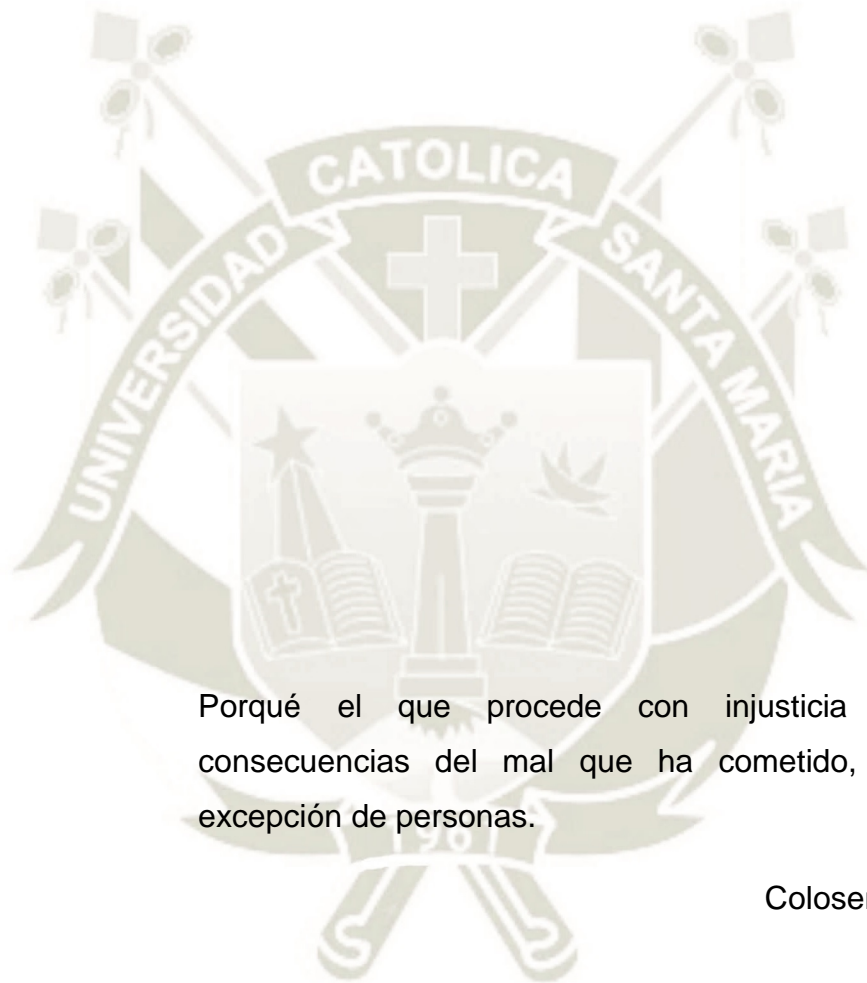 CATOLICA
UNIVERSIDAD
SANTA MARIA
Porqué el que procede con injusticia
consecuencias del mal que ha cometido,
excepción de personas.
196